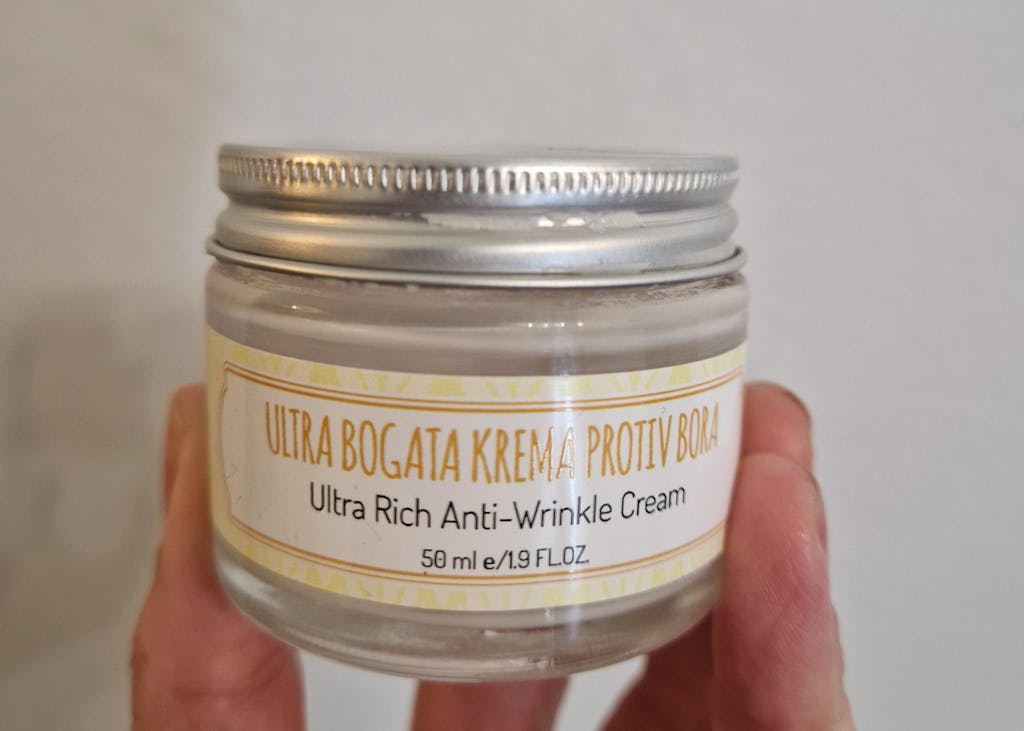 ULTRA BOGATA KREMA PROTIV BORA
Ultra Rich Anti-Wrinkle Cream
50 ml e/1.9 FL.OZ.